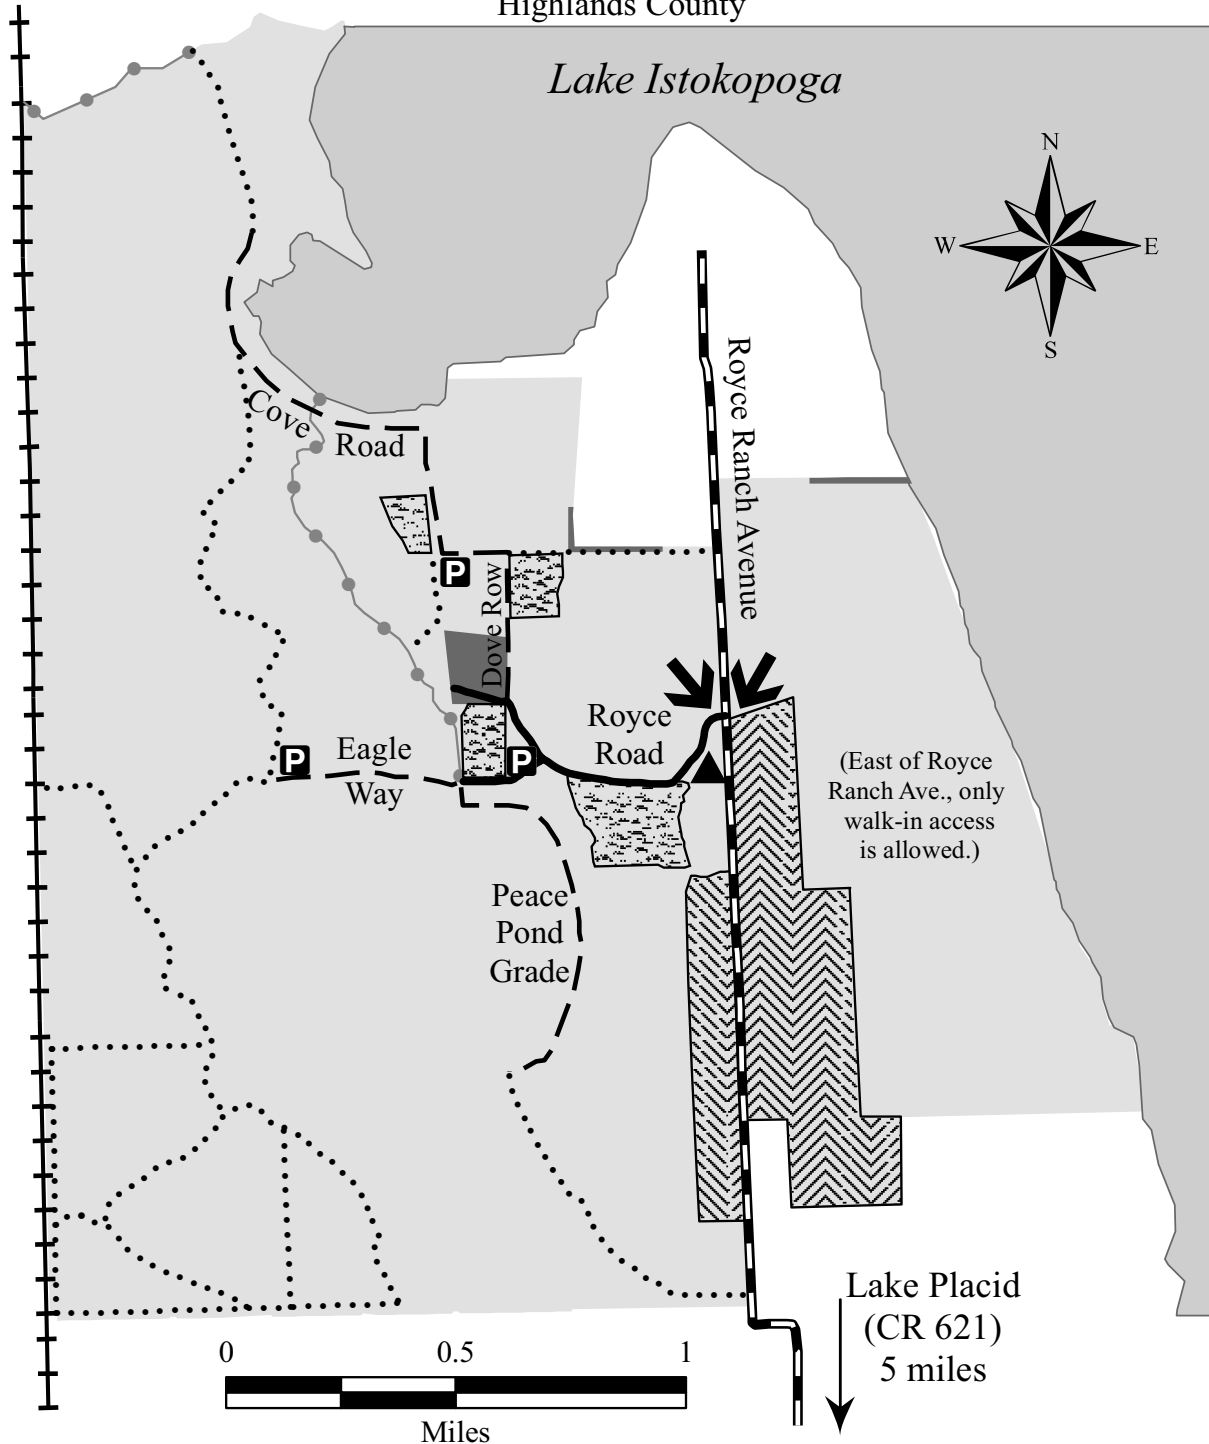 Highlands County
Lake Istokopoga
N
W
E
S
Royce Ranch Avenue
Cove
Road
P
Dove Row
Royce
Road
P
Eagle
Way
P
(East of Royce
Ranch Ave., only
walk-in access
is allowed.)
Peace
Pond
Grade
Lake Placid
(CR 621)
5 miles
0 0.5 1
Miles